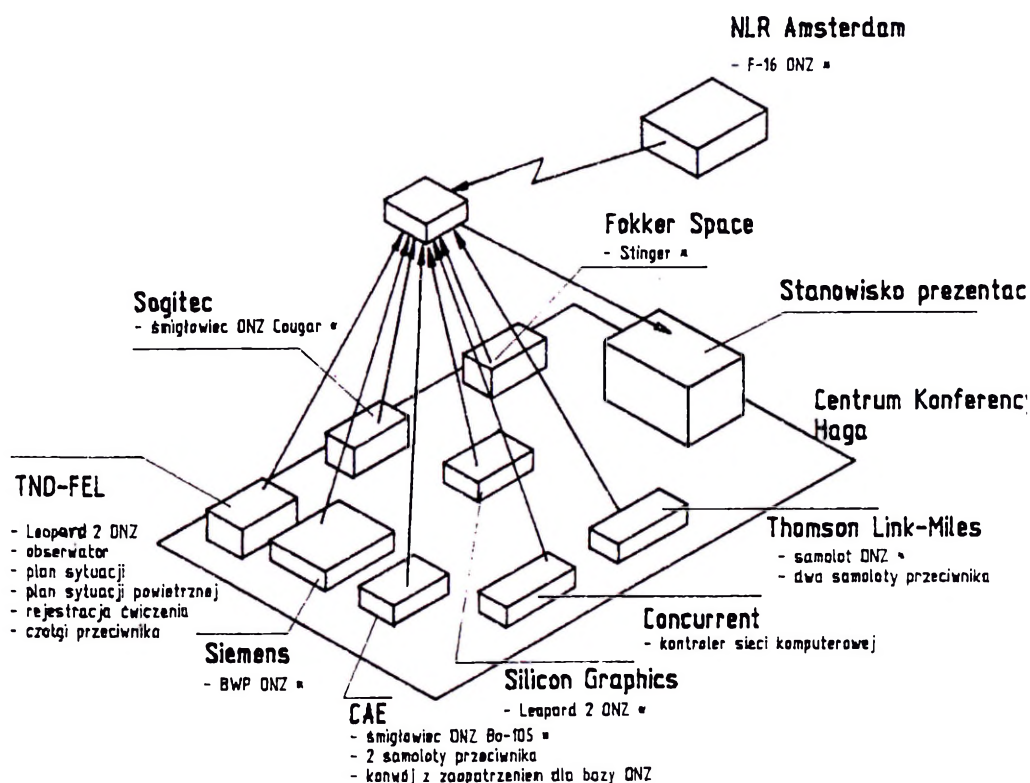 NLR Amsterdam
- F-16 ONZ *
Fokker Space
- Stinger *
Stanowisko prezentac
Sogitec
- śmigłowiec ONZ Cougar *
Centrum Konferency
Haga
TNO-FEL
- Leopard 2 ONZ
- obserwator
- plan sytuacji
- plan sytuacji powietrznej
- rejestracja ćwiczenia
- czołgi przeciwnika
Thomson Link-Miles
- samolot ONZ *
- dwa samoloty przeciwnika
Concurrent
- kontroler sieci komputerowej
Siemens
- BWP ONZ *
Silicon Graphics
- Leopard 2 ONZ *
CAE
- śmigłowiec ONZ Bo-105 *
- 2 samoloty przeciwnika
- konwój z zaopatrzeniem dla bazy ONZ